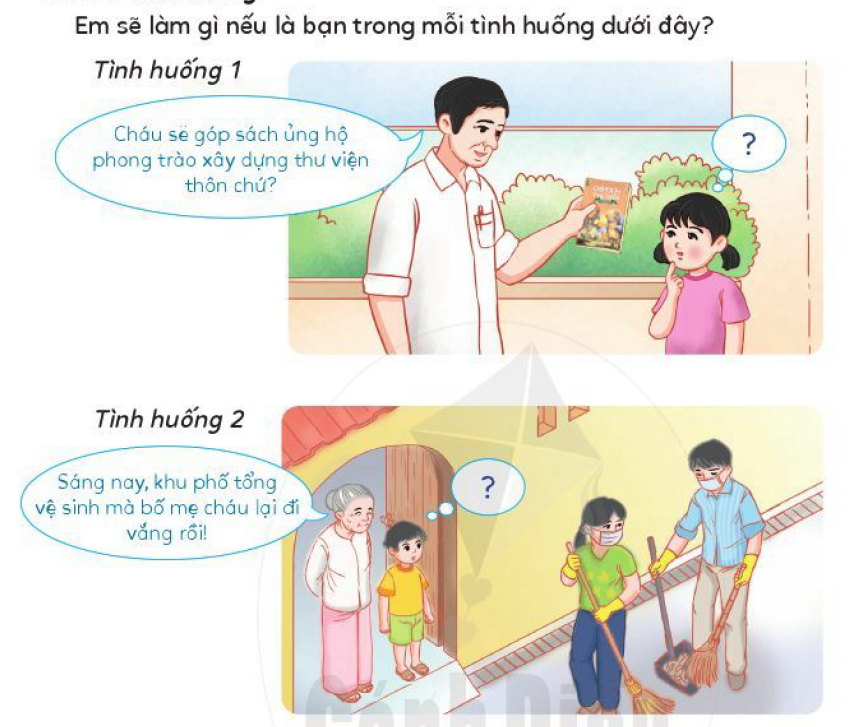 Em sẽ làm gì nếu là bạn trong mỗi tình huống dưới đây?
Tình huống 1
Cháu sẽ góp sách ủng hộ
phong trào xây dựng thư viện
thôn chứ?
?
Tình huống 2
Sáng nay, khu phố tổng
vệ sinh mà bố mẹ cháu lại đi
vắng rồi!
?